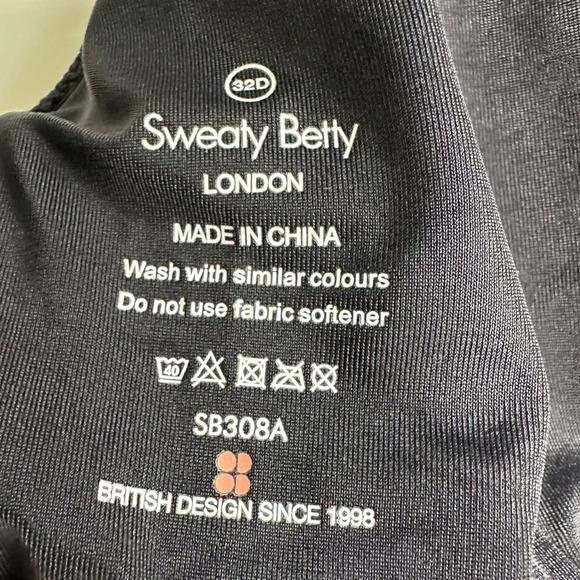 32D
Sweaty Betty
LONDON
MADE IN CHINA
Wash with similar colours
Do not use fabric softener
40
SB308A
BRITISH DESIGN SINCE 1998